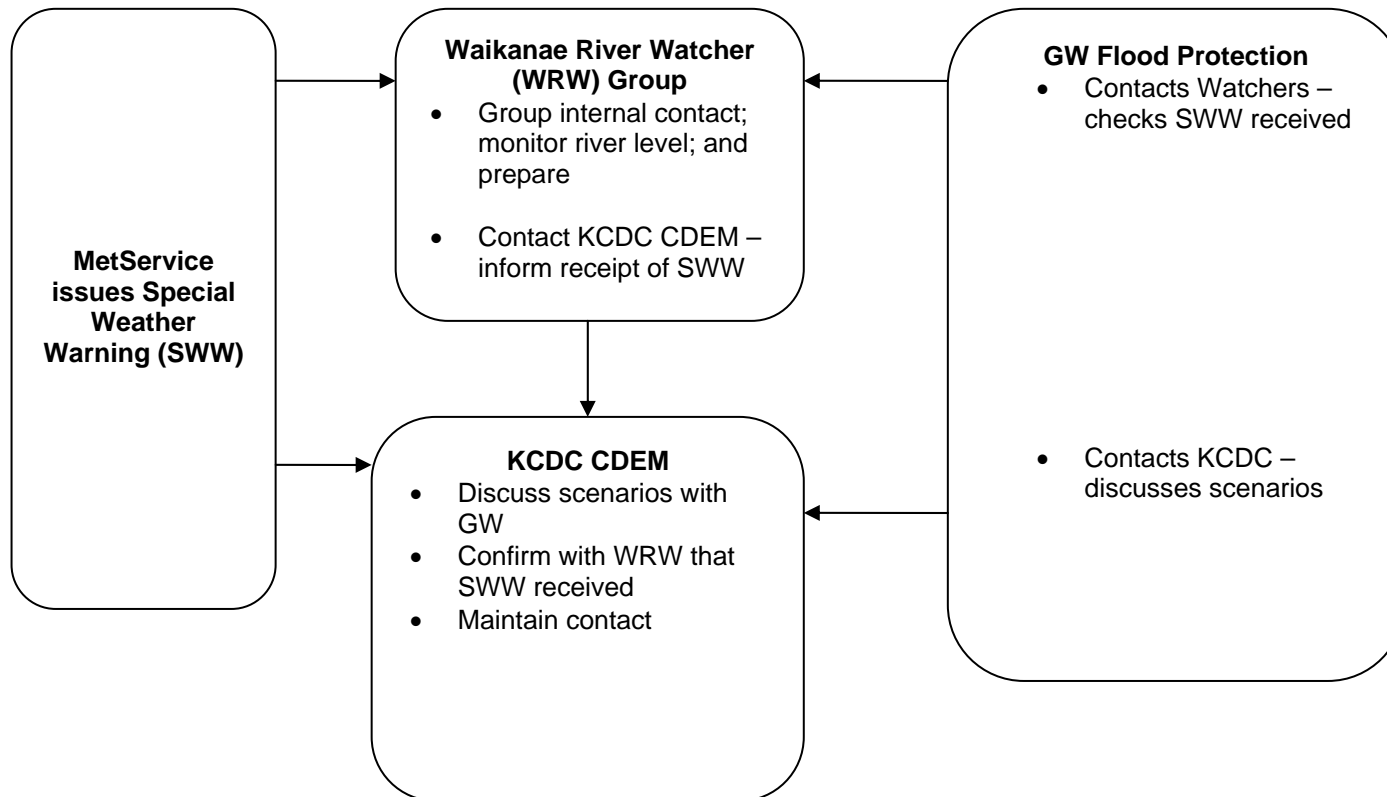 MetService
issues Special
Weather
Warning (SWW)
Waikanae River Watcher
(WRW) Group
• Group internal contact;
monitor river level; and
prepare
• Contact KCDC CDEM –
inform receipt of SWW
KCDC CDEM
• Discuss scenarios with
GW
• Confirm with WRW that
SWW received
• Maintain contact
GW Flood Protection
• Contacts Watchers –
checks SWW received
• Contacts KCDC –
discusses scenarios